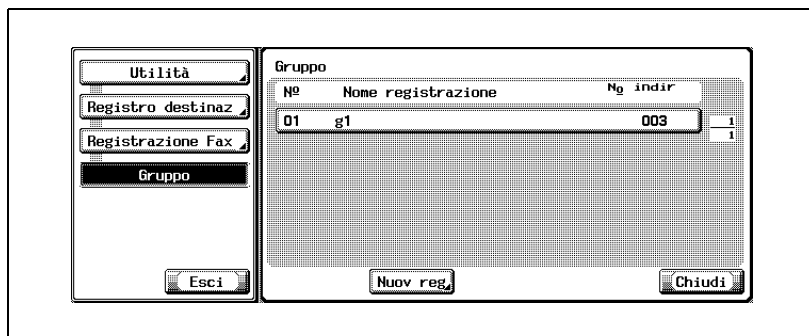 Utilità
Registro destinaz
Registrazione Fax
Gruppo
Esci
Gruppo
Nº Nome registrazione Nº indir
01 g1 003
1
1
Nuov reg
Chiudi